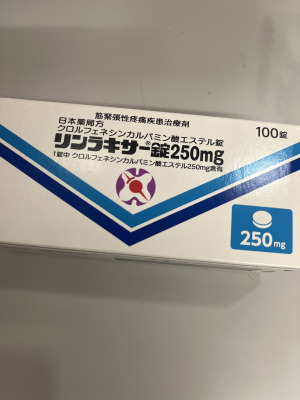 筋緊張性疼痛疾患治療剤
日本薬局方
クロルフェネシンカルバミン酸エステル錠
100錠
リンラキサー®錠250mg
1錠中 クロルフェネシンカルバミン酸エステル250mg含有
250mg